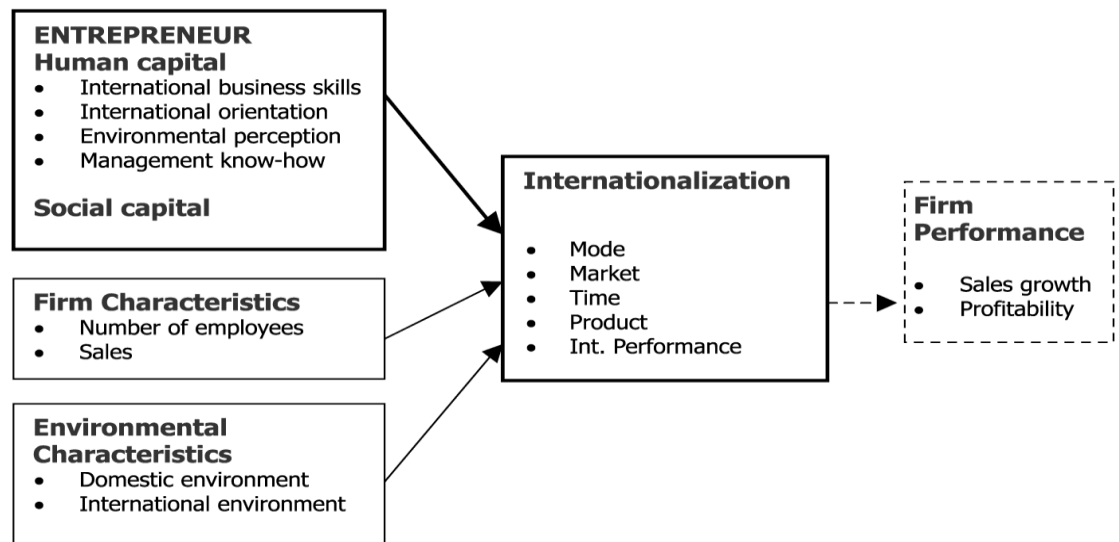 ENTREPRENEUR
Human capital
• International business skills
• International orientation
• Environmental perception
• Management know-how
Social capital
Firm Characteristics
• Number of employees
• Sales
Environmental
Characteristics
• Domestic environment
• International environment
Internationalization
• Mode
• Market
• Time
• Product
• Int. Performance
Firm
Performance
• Sales growth
• Profitability